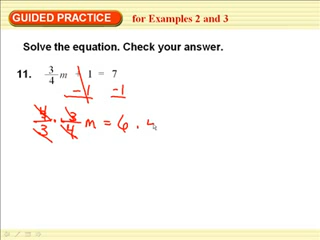 GUIDED PRACTICE for Examples 2 and 3
Solve the equation. Check your answer.
11. 3/4 m + 1 = 7
- 1 - 1
4/3 · 3/4 m = 6 ·